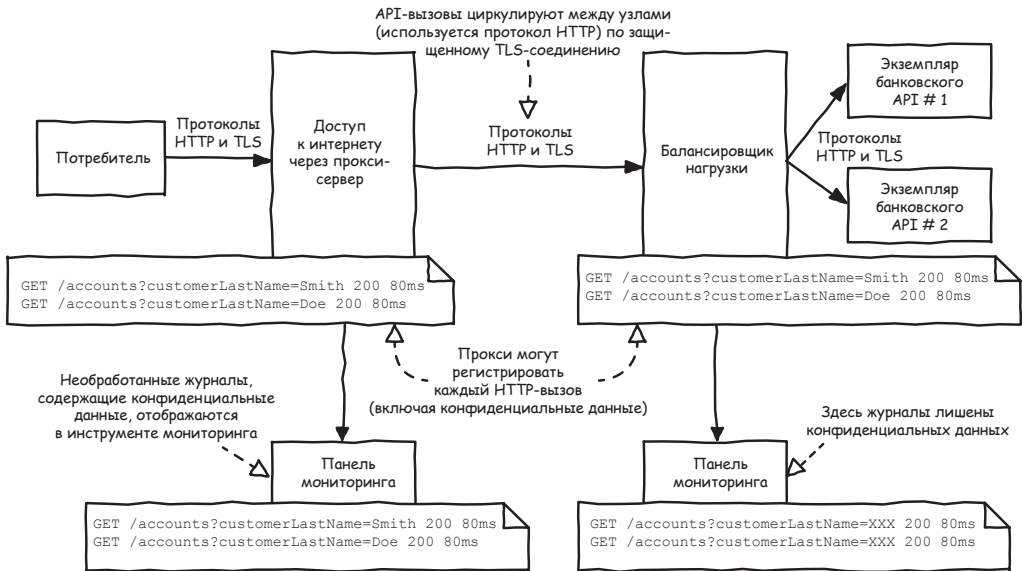 API-вызовы циркулируют между узлами
(используется протокол HTTP) по защи-
щенному TLS-соединению
Потребитель
Протоколы
HTTP и TLS
Доступ
к интернету
через прокси-
сервер
Протоколы
HTTP и TLS
Балансировщик
нагрузки
Экземпляр
банковского
API # 1
Протоколы
HTTP и TLS
Экземпляр
банковского
API # 2
GET /accounts?customerLastName=Smith 200 80ms
GET /accounts?customerLastName=Doe 200 80ms
GET /accounts?customerLastName=Smith 200 80ms
GET /accounts?customerLastName=Doe 200 80ms
Прокси могут
регистрировать
каждый HTTP-вызов
(включая конфиденциальные данные)
Необработанные журналы,
содержащие конфиденциальные
данные, отображаются
в инструменте мониторинга
Здесь журналы лишены
конфиденциальных данных
Панель
мониторинга
GET /accounts?customerLastName=Smith 200 80ms
GET /accounts?customerLastName=Doe 200 80ms
Панель
мониторинга
GET /accounts?customerLastName=XXX 200 80ms
GET /accounts?customerLastName=XXX 200 80ms